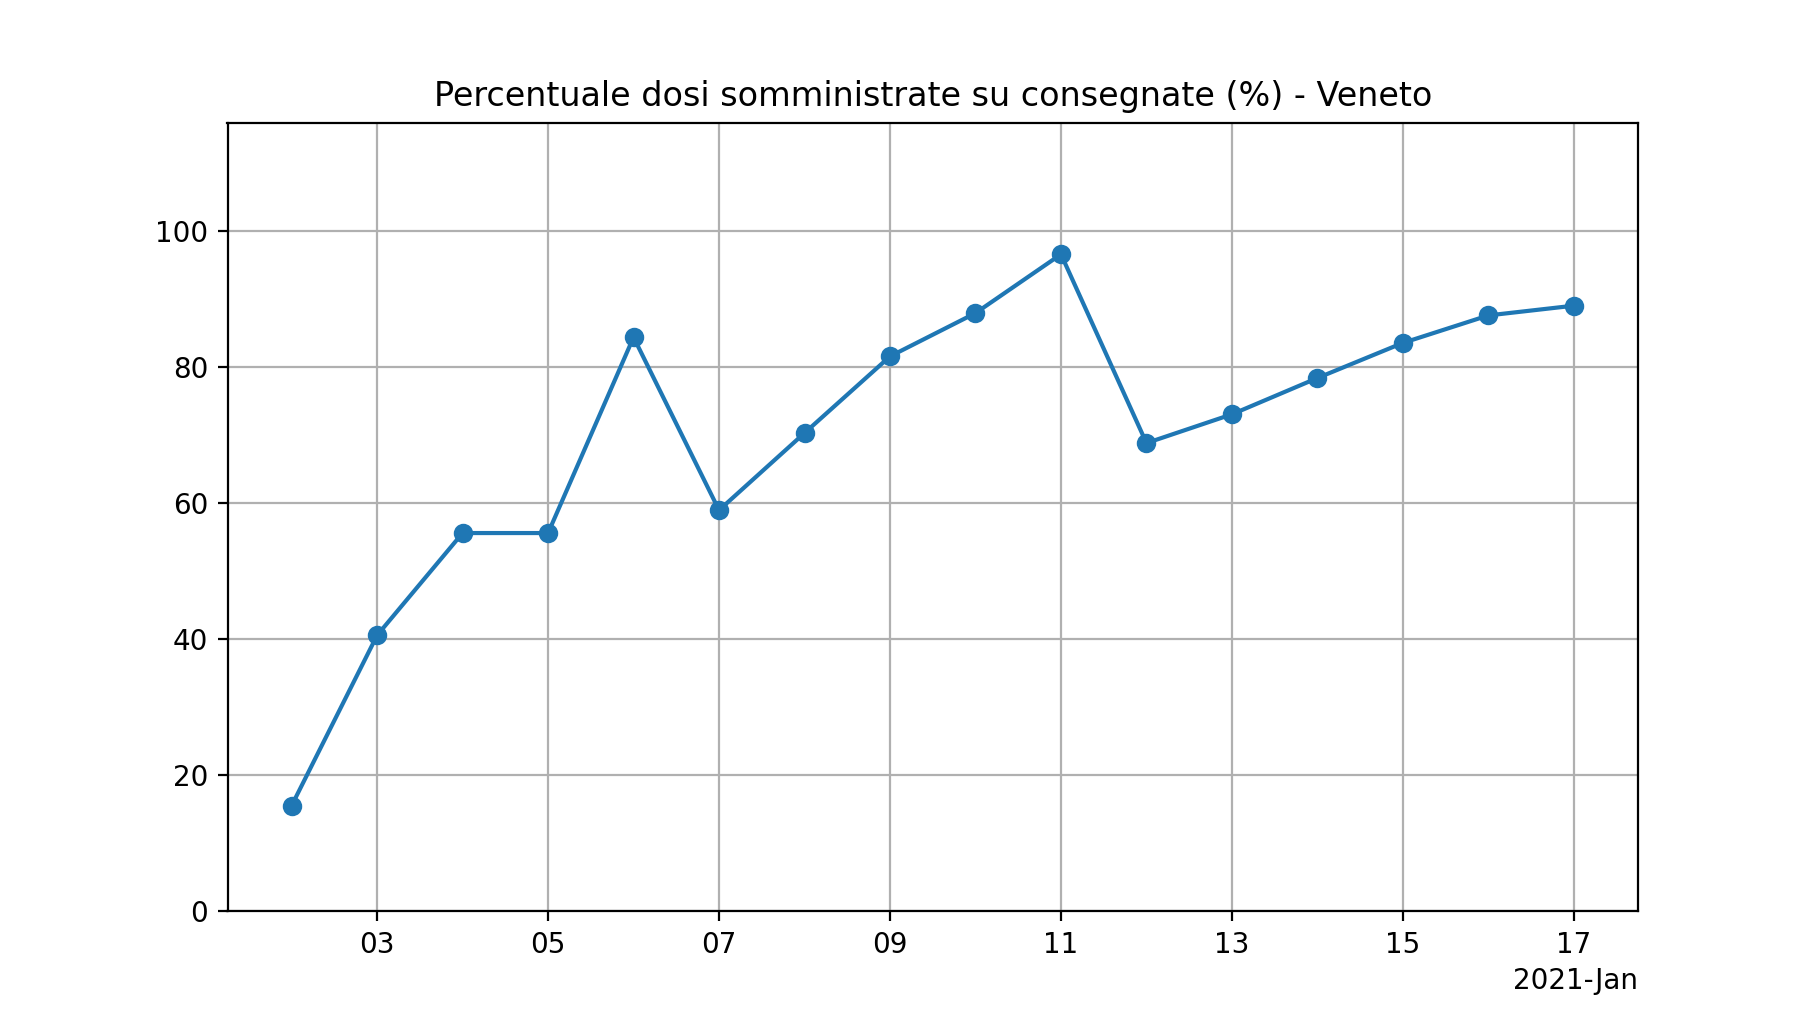 Percentuale dosi somministrate su consegnate (%) - Veneto
100
80
60
40
20
0
03 05 07 09 11 13 15 17
2021-Jan